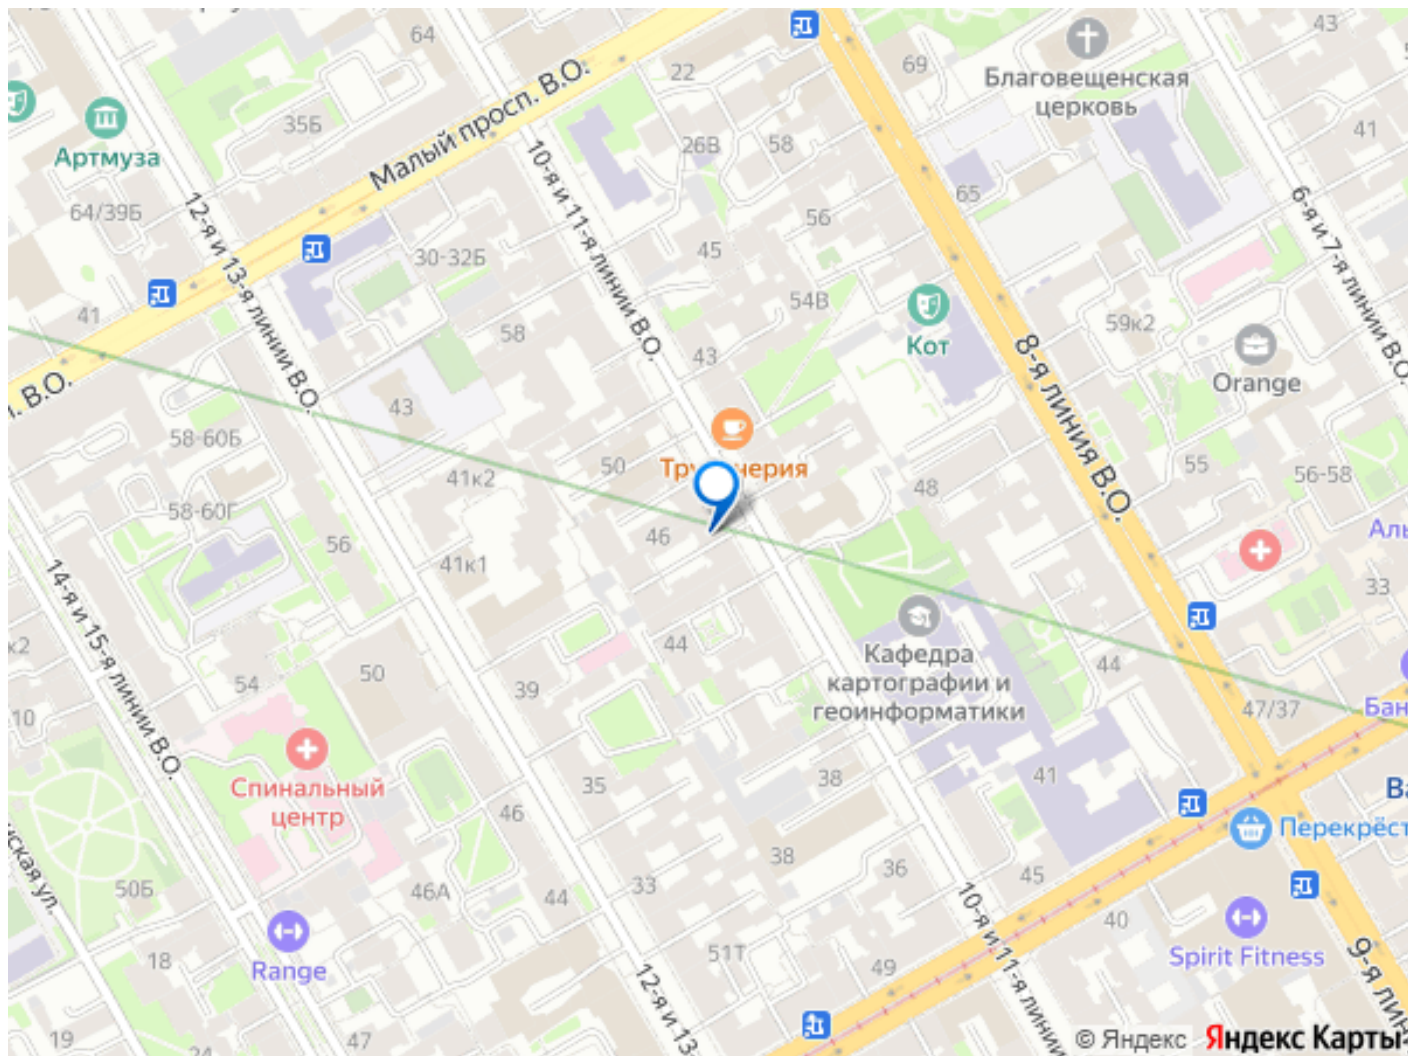 64
22
69
43
Благовещенская
церковь
Малый просп. В.О.
35Б
Артмуза
26В
58
41
10-я и 11-я линии В.О.
65
64/39Б
12-я и 13-я линии В.О.
56
6-я и 7-я линии В.О.
45
30-32Б
54В
41
59к2
58
43
Кот
8-я линия В.О.
Orange
В.О.
43
58-60Б
50
41к2
48
55
56-58
58-60Г
46
56
41к1
33
14-я и 15-я линии В.О.
44
Кафедра
картографии и
геоинформатики
44
50
54
39
47/37
10
Спинальный
центр
35
38
41
46
Перекрёст
38
36
45
50Б
46А
44
33
10-я и 11-я линии
40
Range
18
51Т
49
Spirit Fitness
9-я лин
12-я и 13-
19
47
© Яндекс Яндекс Карты